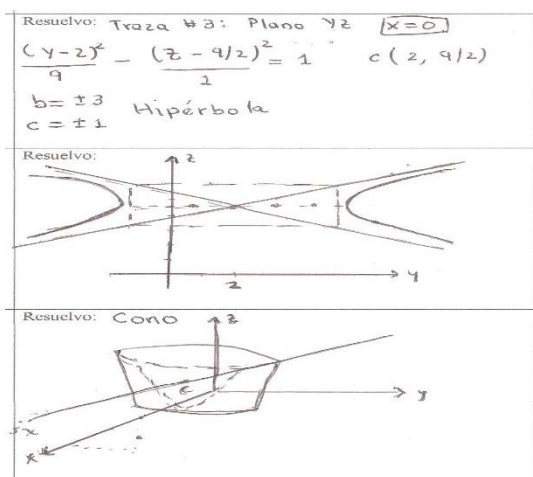 Resuelvo: Traza #3: Plano YZ X=0
(Y-2)²/9 - (Z-9/2)²/2 = 1 C(2, 9/2)
b= ±3 Hipérbola
c = ±1
Resuelvo:
z
2
y
Resuelvo: Cono
z
c
y
x
x